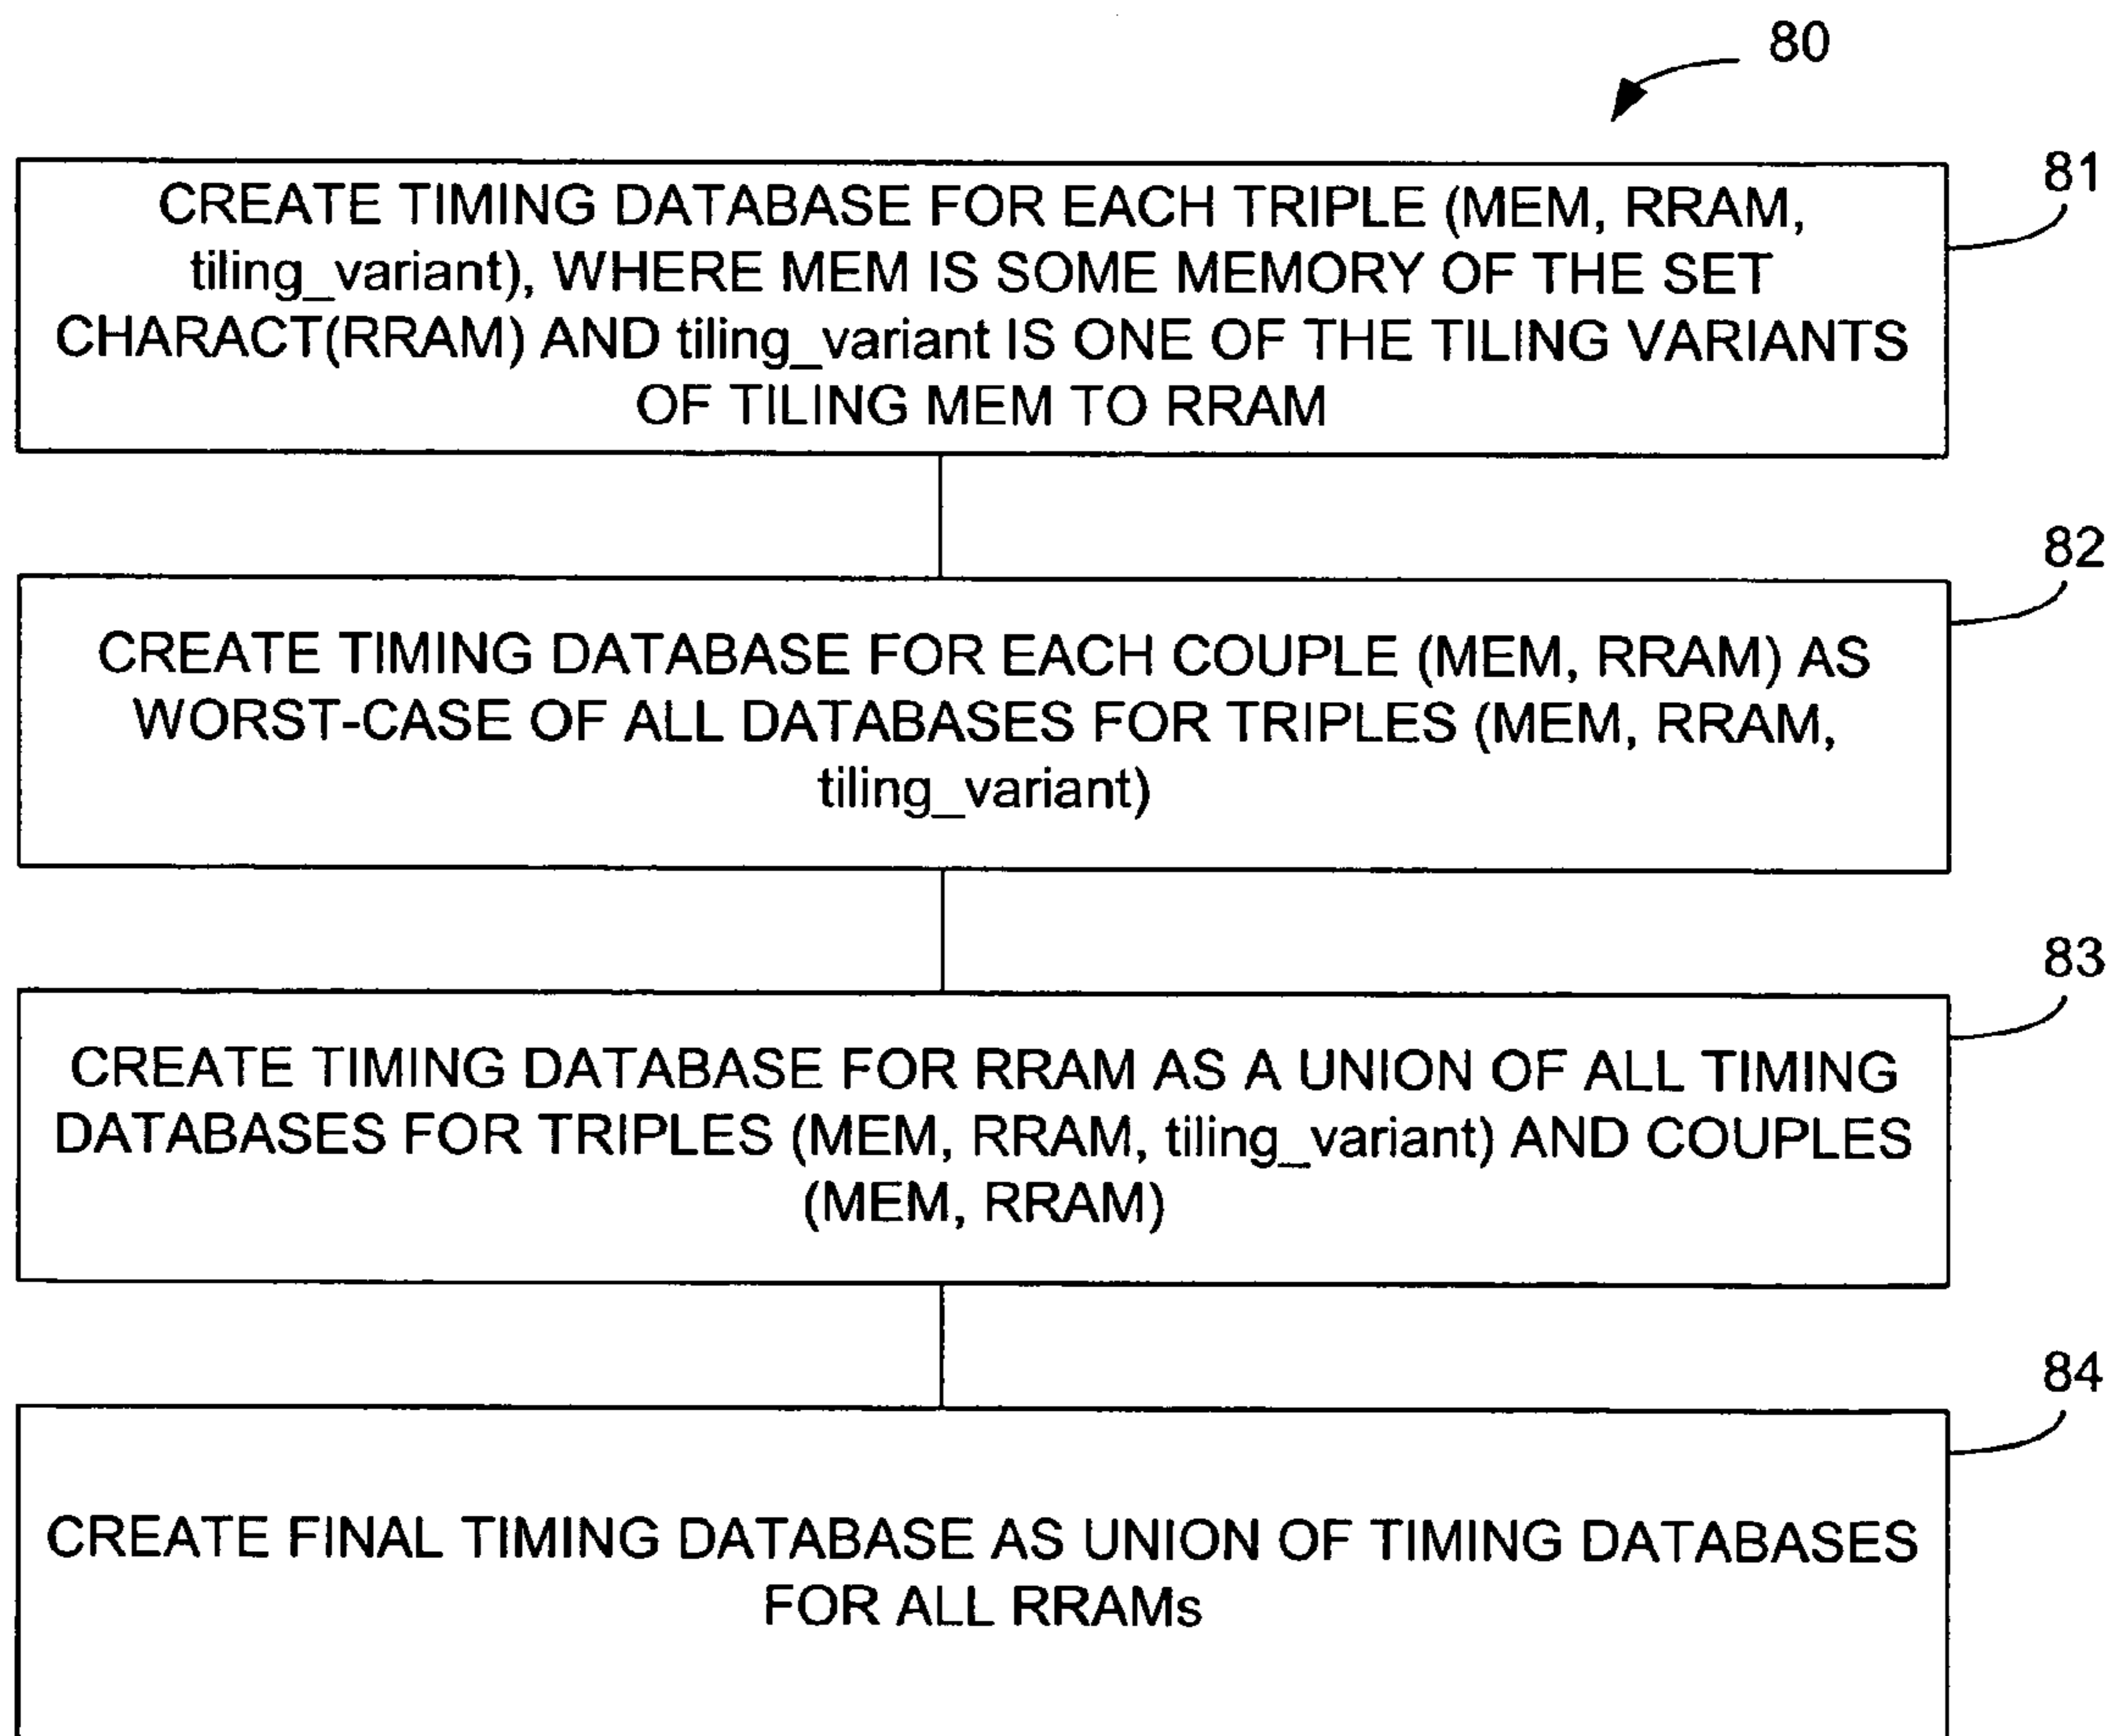 80
81
CREATE TIMING DATABASE FOR EACH TRIPLE (MEM, RRAM,
tiling_variant), WHERE MEM IS SOME MEMORY OF THE SET
CHARACT(RRAM) AND tiling_variant IS ONE OF THE TILING VARIANTS
OF TILING MEM TO RRAM
82
CREATE TIMING DATABASE FOR EACH COUPLE (MEM, RRAM) AS
WORST-CASE OF ALL DATABASES FOR TRIPLES (MEM, RRAM,
tiling_variant)
83
CREATE TIMING DATABASE FOR RRAM AS A UNION OF ALL TIMING
DATABASES FOR TRIPLES (MEM, RRAM, tiling_variant) AND COUPLES
(MEM, RRAM)
84
CREATE FINAL TIMING DATABASE AS UNION OF TIMING DATABASES
FOR ALL RRAMs